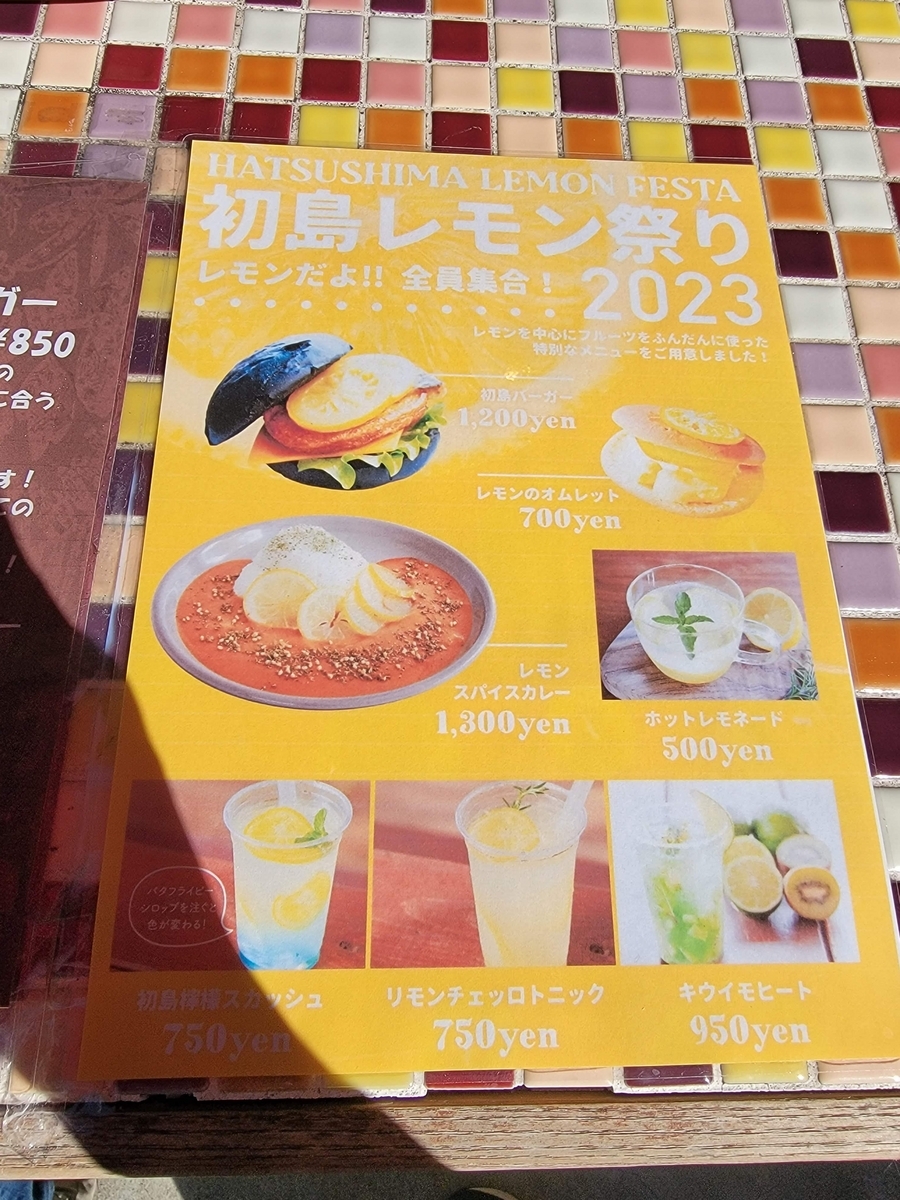 HATSUSHIMA LEMON FESTA
初島レモン祭り
レモンだよ!! 全員集合！
2023
レモンを中心にフルーツをふんだんに使った
特別なメニューをご用意しました！
初島バーガー
1,200yen
レモンのオムレット
700yen
レモン
スパイスカレー
1,300yen
ホットレモネード
500yen
バタフライピー
シロップを注ぐと
色が変わる!
初島檸檬スカッシュ
750yen
リモンチェッロトニック
750yen
キウイモヒート
950yen
ガー
¥850
の
に合う
す！
この
！